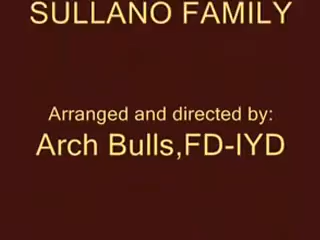 SULLANO FAMILY
Arranged and directed by:
Arch Bulls,FD-IYD